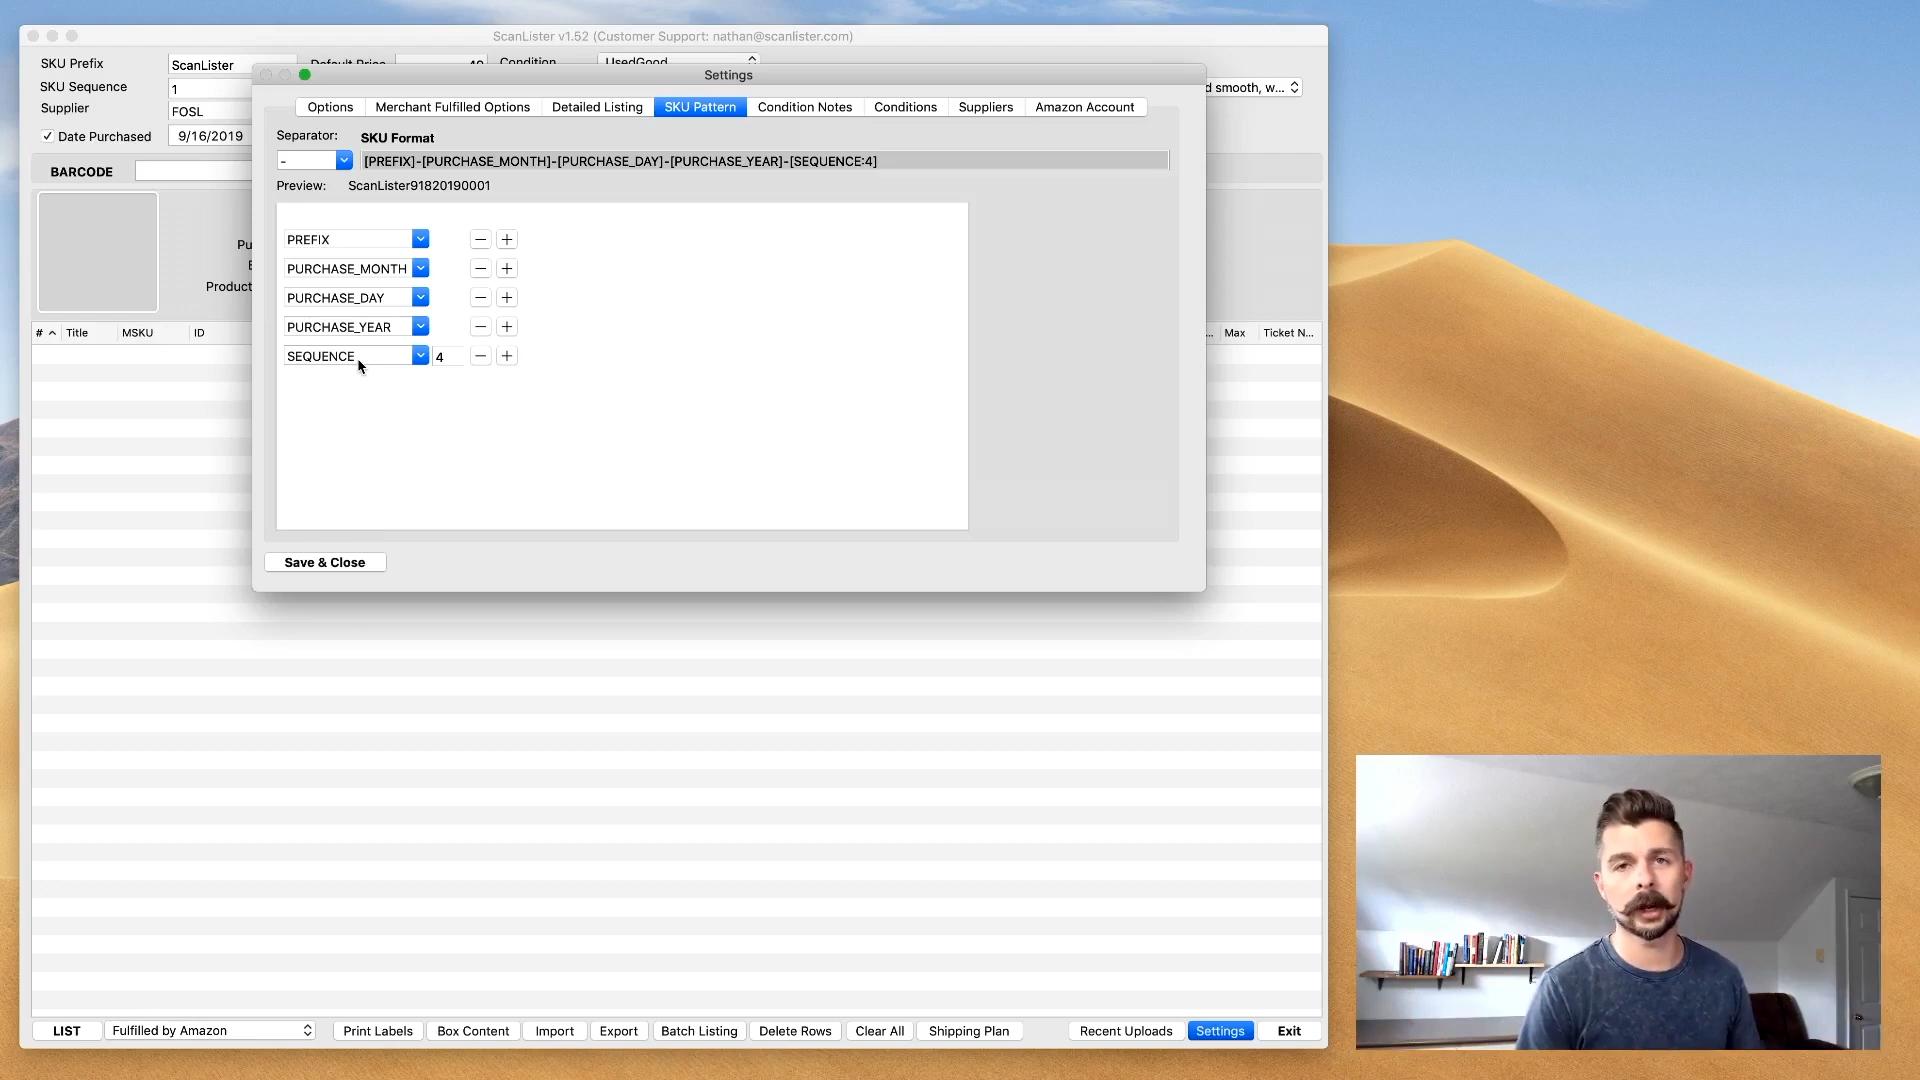 ScanLister v1.52 (Customer Support: nathan@scanlister.com)
SKU Prefix
ScanLister
Default Price
Condition
UsedGood
SKU Sequence
1
d smooth, w...
Supplier
FOSL
Date Purchased
9/16/2019
BARCODE
Pu
Product
# Title MSKU ID
... Max Ticket N...
Settings
Options Merchant Fulfilled Options Detailed Listing SKU Pattern Condition Notes Conditions Suppliers Amazon Account
Separator:
SKU Format
-
[PREFIX]-[PURCHASE_MONTH]-[PURCHASE_DAY]-[PURCHASE_YEAR]-[SEQUENCE:4]
Preview: ScanLister91820190001
PREFIX
PURCHASE_MONTH
PURCHASE_DAY
PURCHASE_YEAR
SEQUENCE 4
Save & Close
LIST Fulfilled by Amazon Print Labels Box Content Import Export Batch Listing Delete Rows Clear All Shipping Plan Recent Uploads Settings Exit